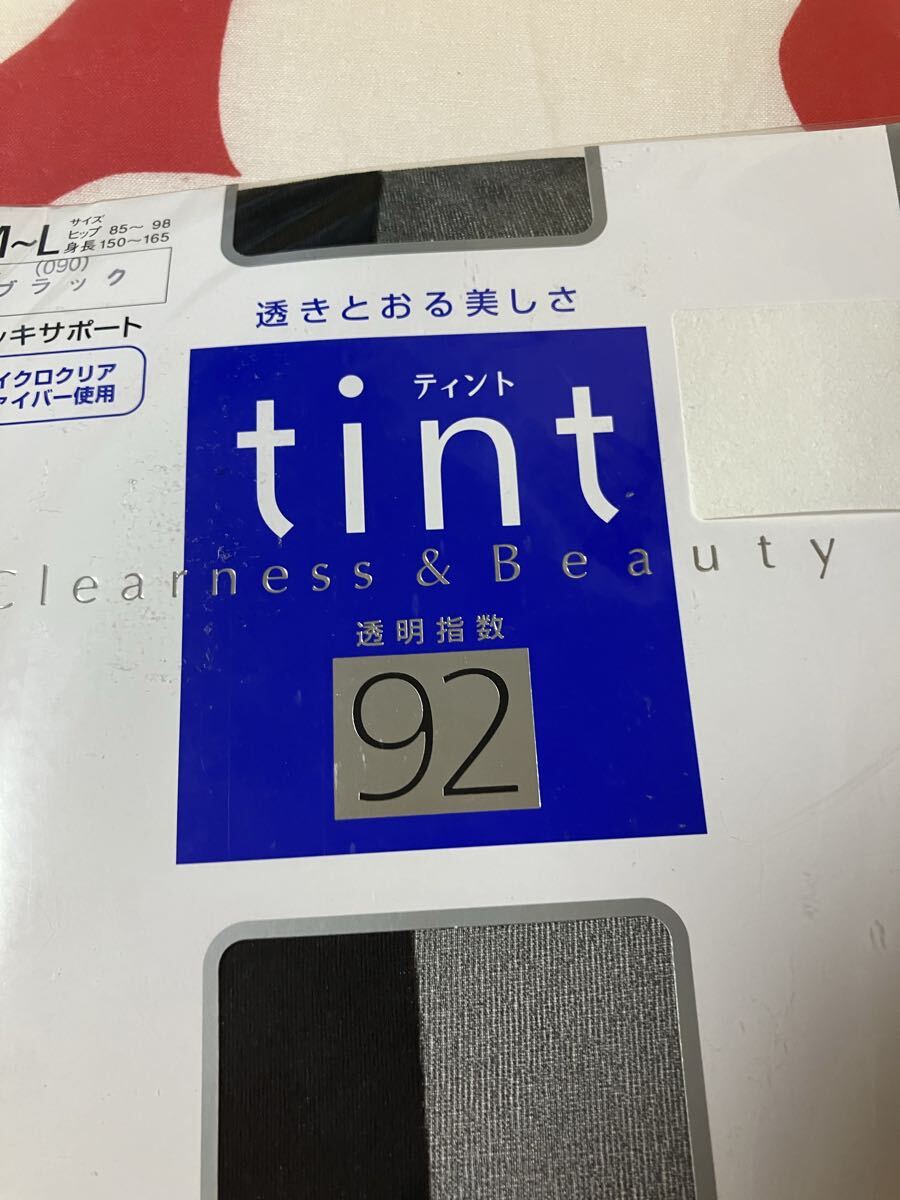 M～L
サイズ
ヒップ 85～ 98
身長 150～165
(090)
ブラック
ッキサポート
イクロクリア
ァイバー使用
透きとおる美しさ
ティント
tint
Clearness & Beauty
透明指数
92